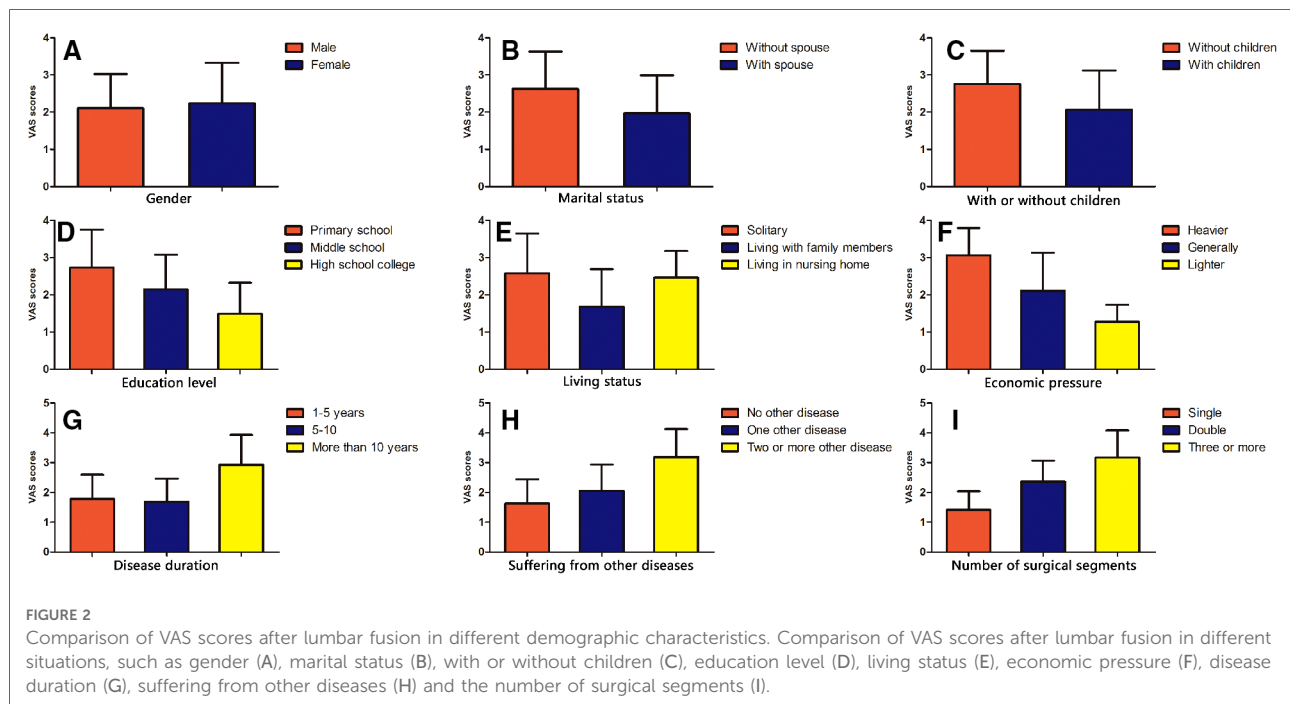 A
Male
Female
VAS scores
4
3
2
1
0
Gender
B
Without spouse
With spouse
VAS scores
4
3
2
1
0
Marital status
C
Without children
With children
VAS scores
4
3
2
1
0
With or without children
D
Primary school
Middle school
High school college
VAS scores
4
3
2
1
0
Education level
E
Solitary
Living with family members
Living in nursing home
VAS scores
4
3
2
1
0
Living status
F
Heavier
Generally
Lighter
VAS scores
4
3
2
1
0
Economic pressure
G
1-5 years
5-10
More than 10 years
VAS scores
5
4
3
2
1
0
Disease duration
H
No other disease
One other disease
Two or more other disease
VAS scores
5
4
3
2
1
0
Suffering from other diseases
I
Single
Double
Three or more
VAS scores
5
4
3
2
1
0
Number of surgical segments
FIGURE 2
Comparison of VAS scores after lumbar fusion in different demographic characteristics. Comparison of VAS scores after lumbar fusion in different
situations, such as gender (A), marital status (B), with or without children (C), education level (D), living status (E), economic pressure (F), disease
duration (G), suffering from other diseases (H) and the number of surgical segments (I).